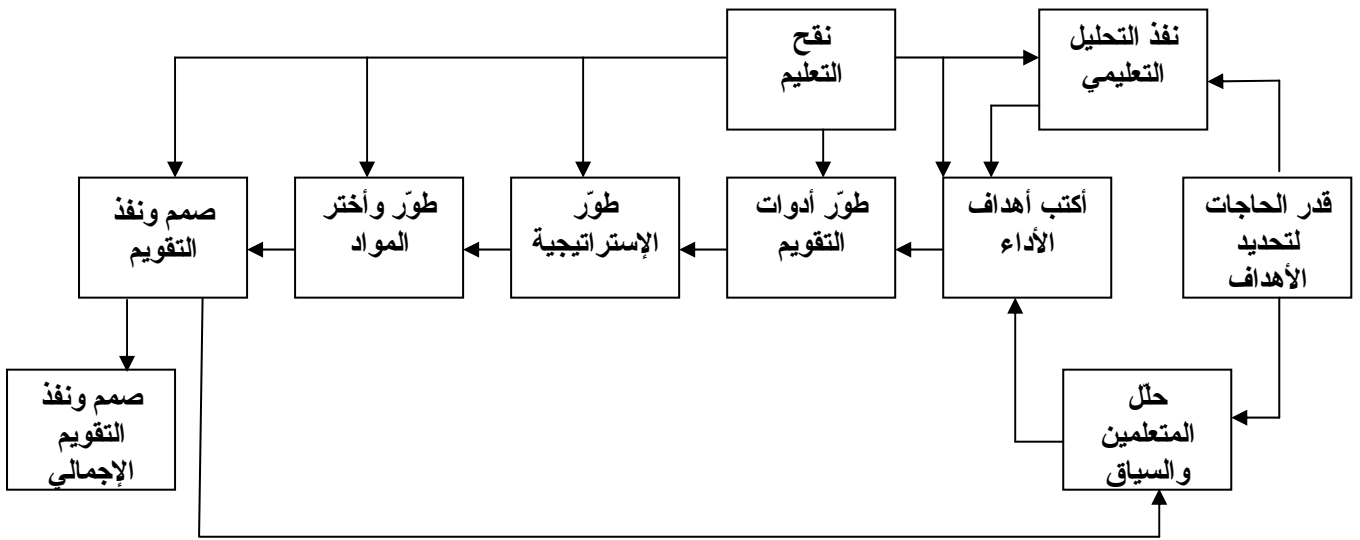 نقح
التعليم
نفذ التحليل
التعليمي
قدر الحاجات
لتحديد
الأهداف
أكتب أهداف
الأداء
طوّر أدوات
التقويم
طوّر
الإستراتيجية
طوّر وأختر
المواد
صمم ونفذ
التقويم
حلّل
المتعلمين
والسياق
صمم ونفذ
التقويم
الإجمالي